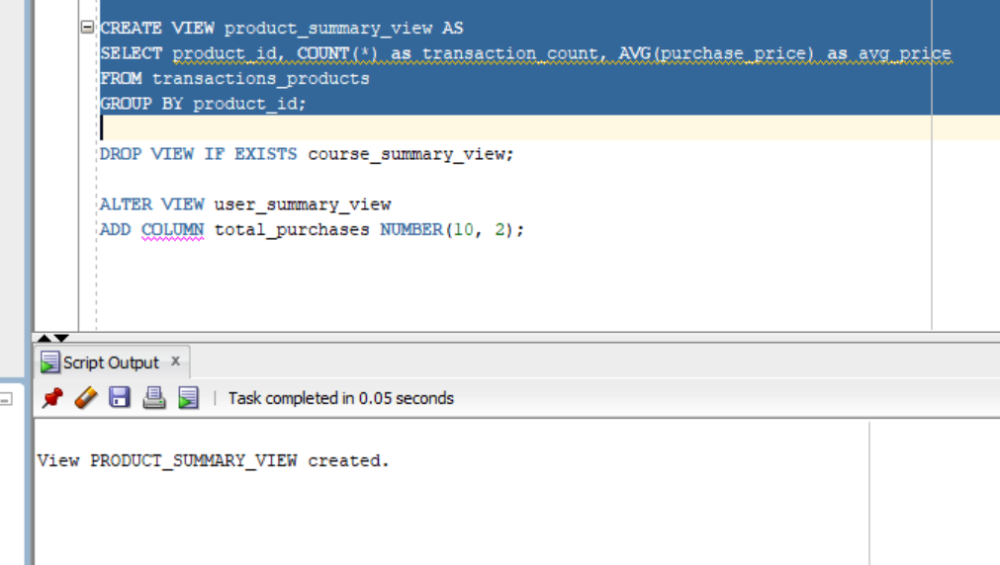 CREATE VIEW product_summary_view AS
SELECT product_id, COUNT(*) as transaction_count, AVG(purchase_price) as avg_price
FROM transactions_products
GROUP BY product_id;
DROP VIEW IF EXISTS course_summary_view;
ALTER VIEW user_summary_view
ADD COLUMN total_purchases NUMBER(10, 2);
Script Output x
Task completed in 0.05 seconds
View PRODUCT_SUMMARY_VIEW created.